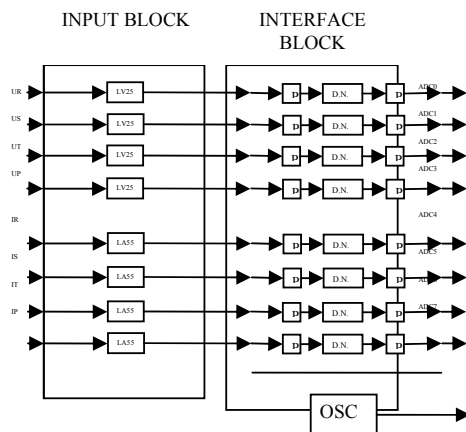 INPUT BLOCK
INTERFACE BLOCK
UR LV25 p D.N. p ADC0
US LV25 p D.N. p ADC1
UT LV25 p D.N. p ADC2
UP LV25 p D.N. p ADC3
IR ADC4
LA55 p D.N. p
IS ADC5
IT LA55 p D.N. p
IP LA55 p D.N. p ADC7
LA55 p D.N. p
OSC